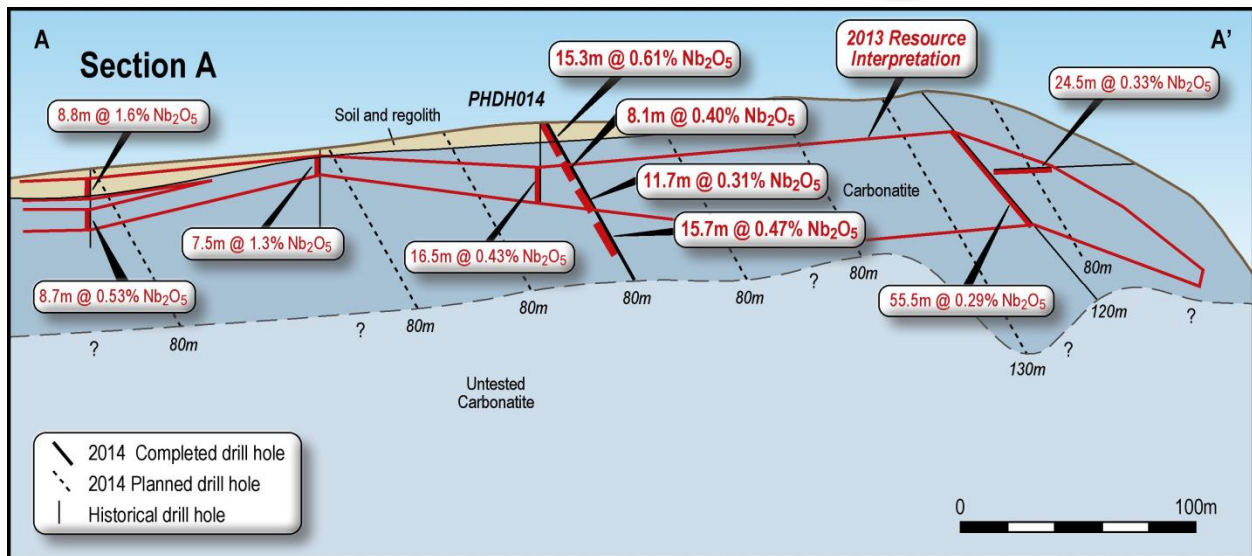 A
A'
Section A
15.3m @ 0.61% Nb₂O₅
2013 Resource
Interpretation
24.5m @ 0.33% Nb₂O₅
8.8m @ 1.6% Nb₂O₅
PHDH014
Soil and regolith
8.1m @ 0.40% Nb₂O₅
11.7m @ 0.31% Nb₂O₅
Carbonatite
15.7m @ 0.47% Nb₂O₅
7.5m @ 1.3% Nb₂O₅
16.5m @ 0.43% Nb₂O₅
8.7m @ 0.53% Nb₂O₅
55.5m @ 0.29% Nb₂O₅
80m
?
80m
80m
80m
80m
?
80m
80m
120m
?
130m
?
?
?
Untested
Carbonatite
2014 Completed drill hole
2014 Planned drill hole
Historical drill hole
0
100m